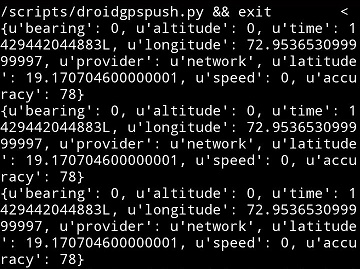 /scripts/droidgpspush.py && exit <
{u'bearing': 0, u'altitude': 0, u'time': 1
429442044883L, u'longitude': 72.9536530999
99997, u'provider': u'network', u'latitude
': 19.170704600000001, u'speed': 0, u'accu
racy': 78}
{u'bearing': 0, u'altitude': 0, u'time': 1
429442044883L, u'longitude': 72.9536530999
99997, u'provider': u'network', u'latitude
': 19.170704600000001, u'speed': 0, u'accu
racy': 78}
{u'bearing': 0, u'altitude': 0, u'time': 1
429442044883L, u'longitude': 72.9536530999
99997, u'provider': u'network', u'latitude
': 19.170704600000001, u'speed': 0, u'accu
racy': 78}